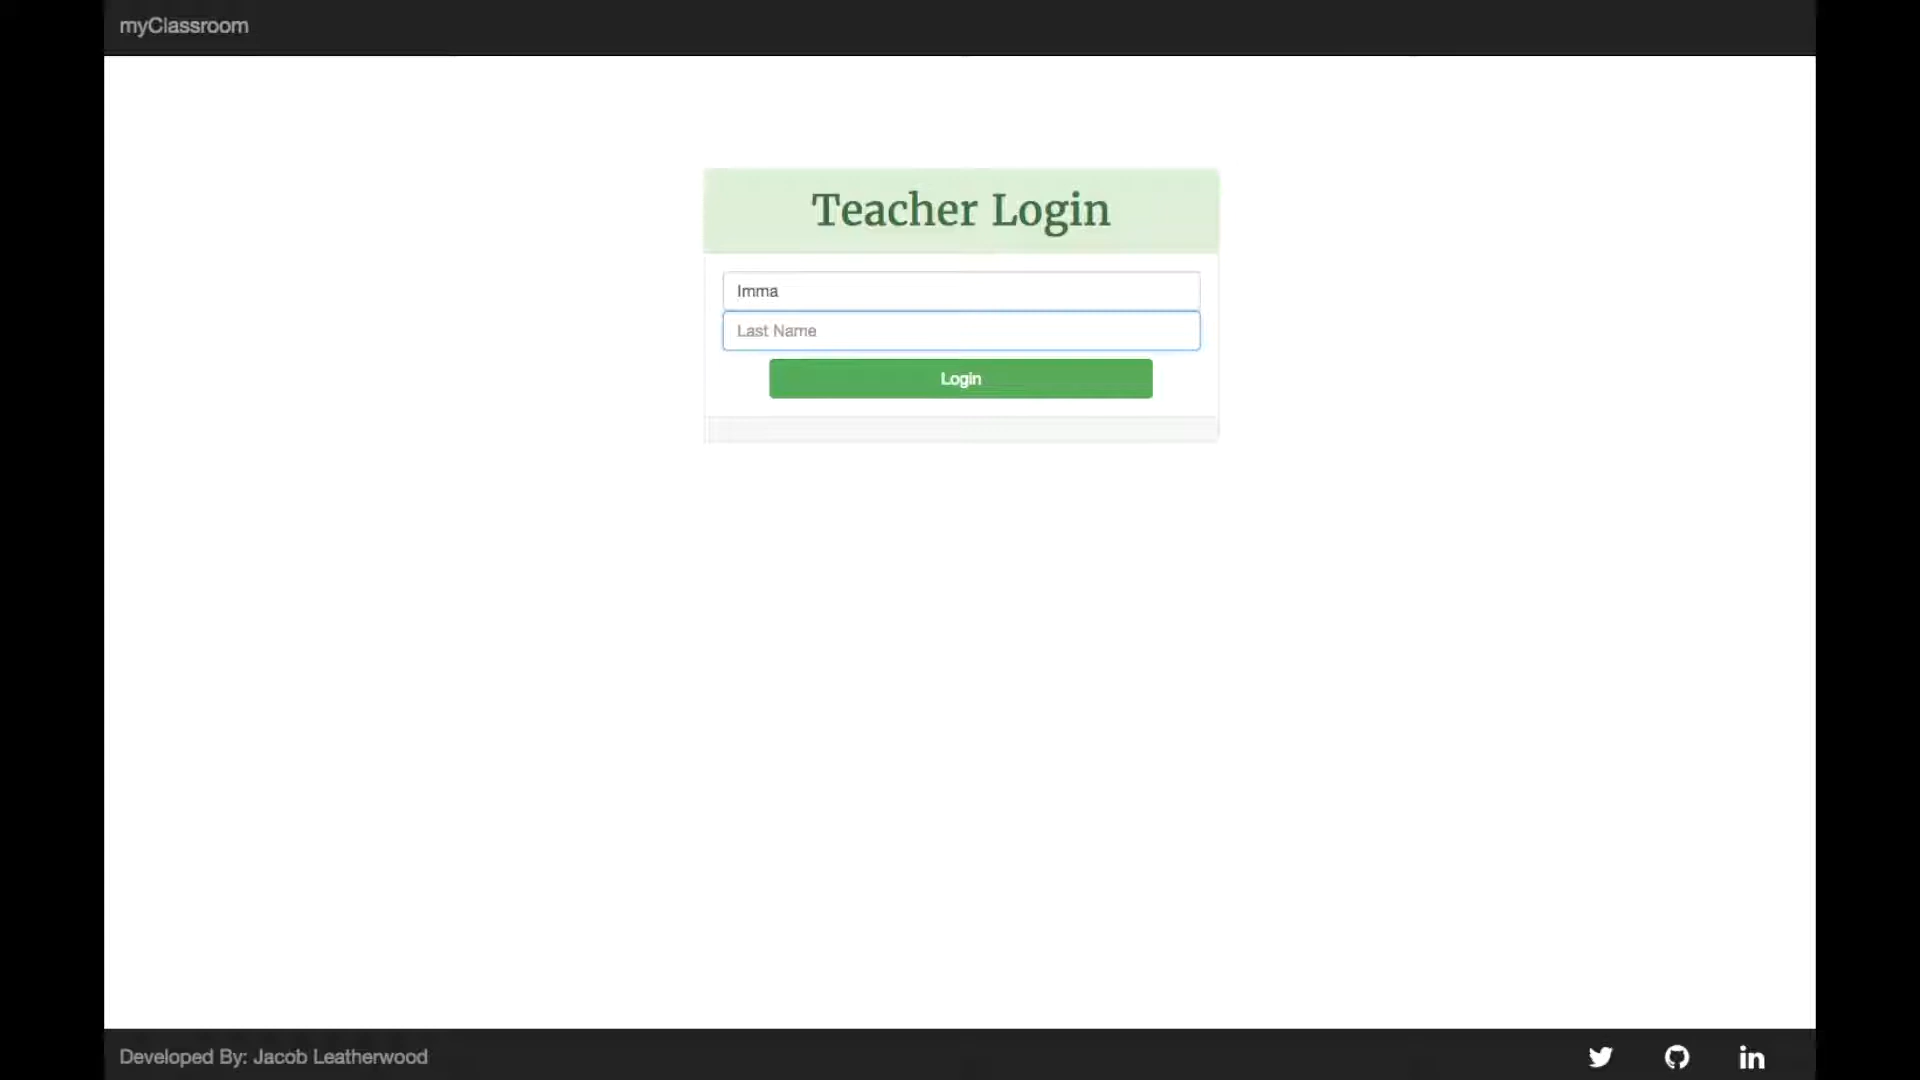 myClassroom
Teacher Login
Imma
Last Name
Login
Developed By: Jacob Leatherwood